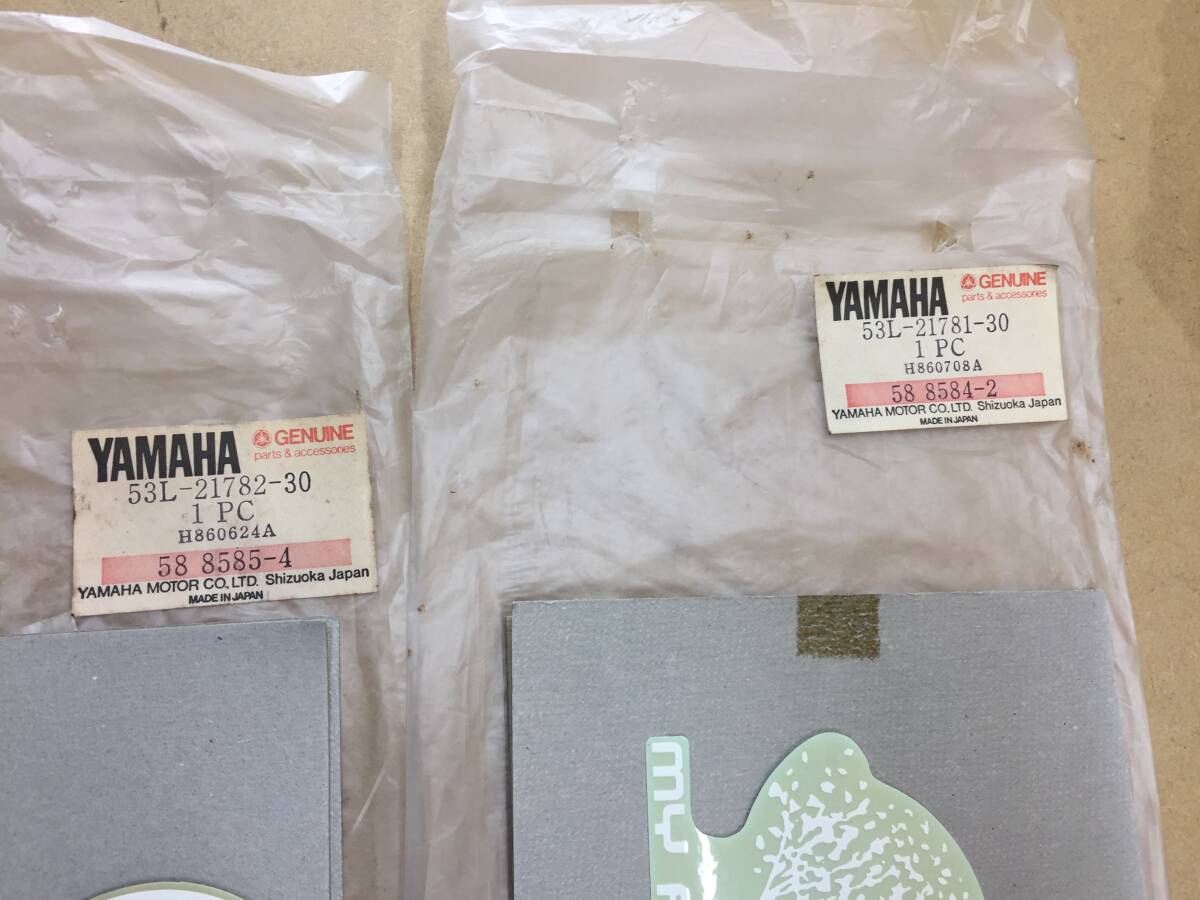 YAMAHA GENUINE
parts & accessories
53L-21782-30
1 PC
H860624A
58 8585-4
YAMAHA MOTOR CO., LTD. Shizuoka Japan
MADE IN JAPAN
YAMAHA GENUINE
parts & accessories
53L-21781-30
1 PC
H860708A
58 8584-2
YAMAHA MOTOR CO., LTD. Shizuoka Japan
MADE IN JAPAN
my